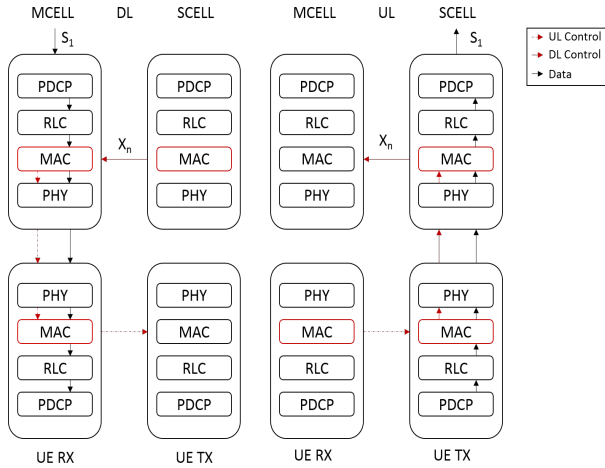 MCELL DL SCELL MCELL UL SCELL
S1 S1
UL Control
DL Control
Data
PDCP PDCP PDCP PDCP
RLC RLC RLC RLC
Xn Xn
MAC MAC MAC MAC
PHY PHY PHY PHY
PHY PHY PHY PHY
MAC MAC MAC MAC
RLC RLC RLC RLC
PDCP PDCP PDCP PDCP
UE RX UE TX UE RX UE TX